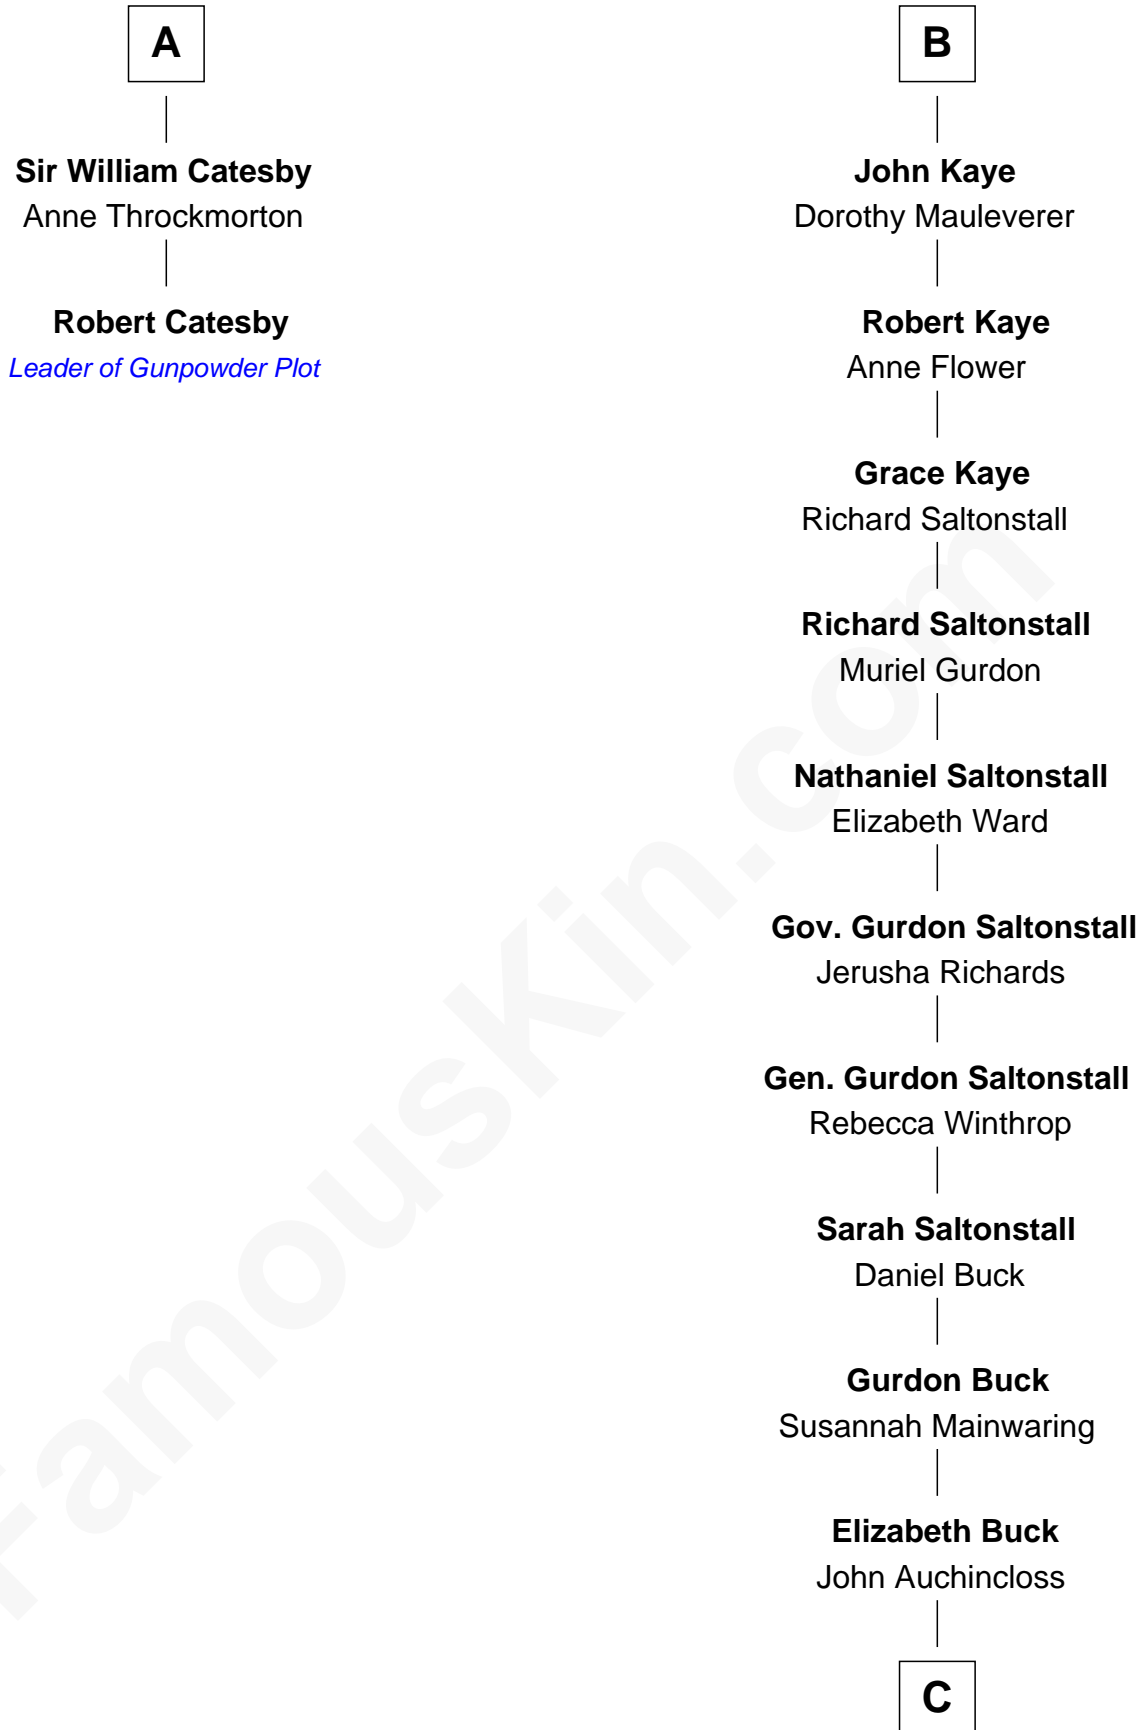 A
Sir William Catesby
Anne Throckmorton
Robert Catesby
Leader of Gunpowder Plot
B
John Kaye
Dorothy Mauleverer
Robert Kaye
Anne Flower
Grace Kaye
Richard Saltonstall
Richard Saltonstall
Muriel Gurdon
Nathaniel Saltonstall
Elizabeth Ward
Gov. Gurdon Saltonstall
Jerusha Richards
Gen. Gurdon Saltonstall
Rebecca Winthrop
Sarah Saltonstall
Daniel Buck
Gurdon Buck
Susannah Mainwaring
Elizabeth Buck
John Auchincloss
C
FamousKin.com